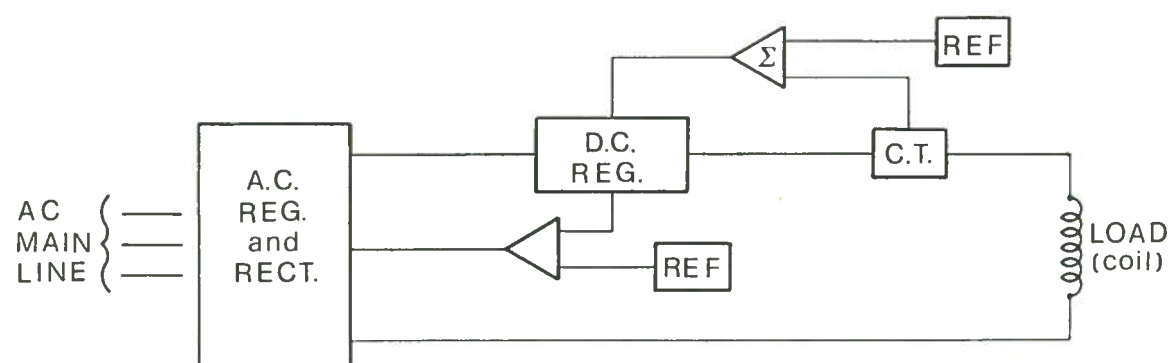 REF
Σ
D.C.
REG.
C.T.
A.C.
REG.
and
RECT.
AC
MAIN
LINE
REF
LOAD
(coil)